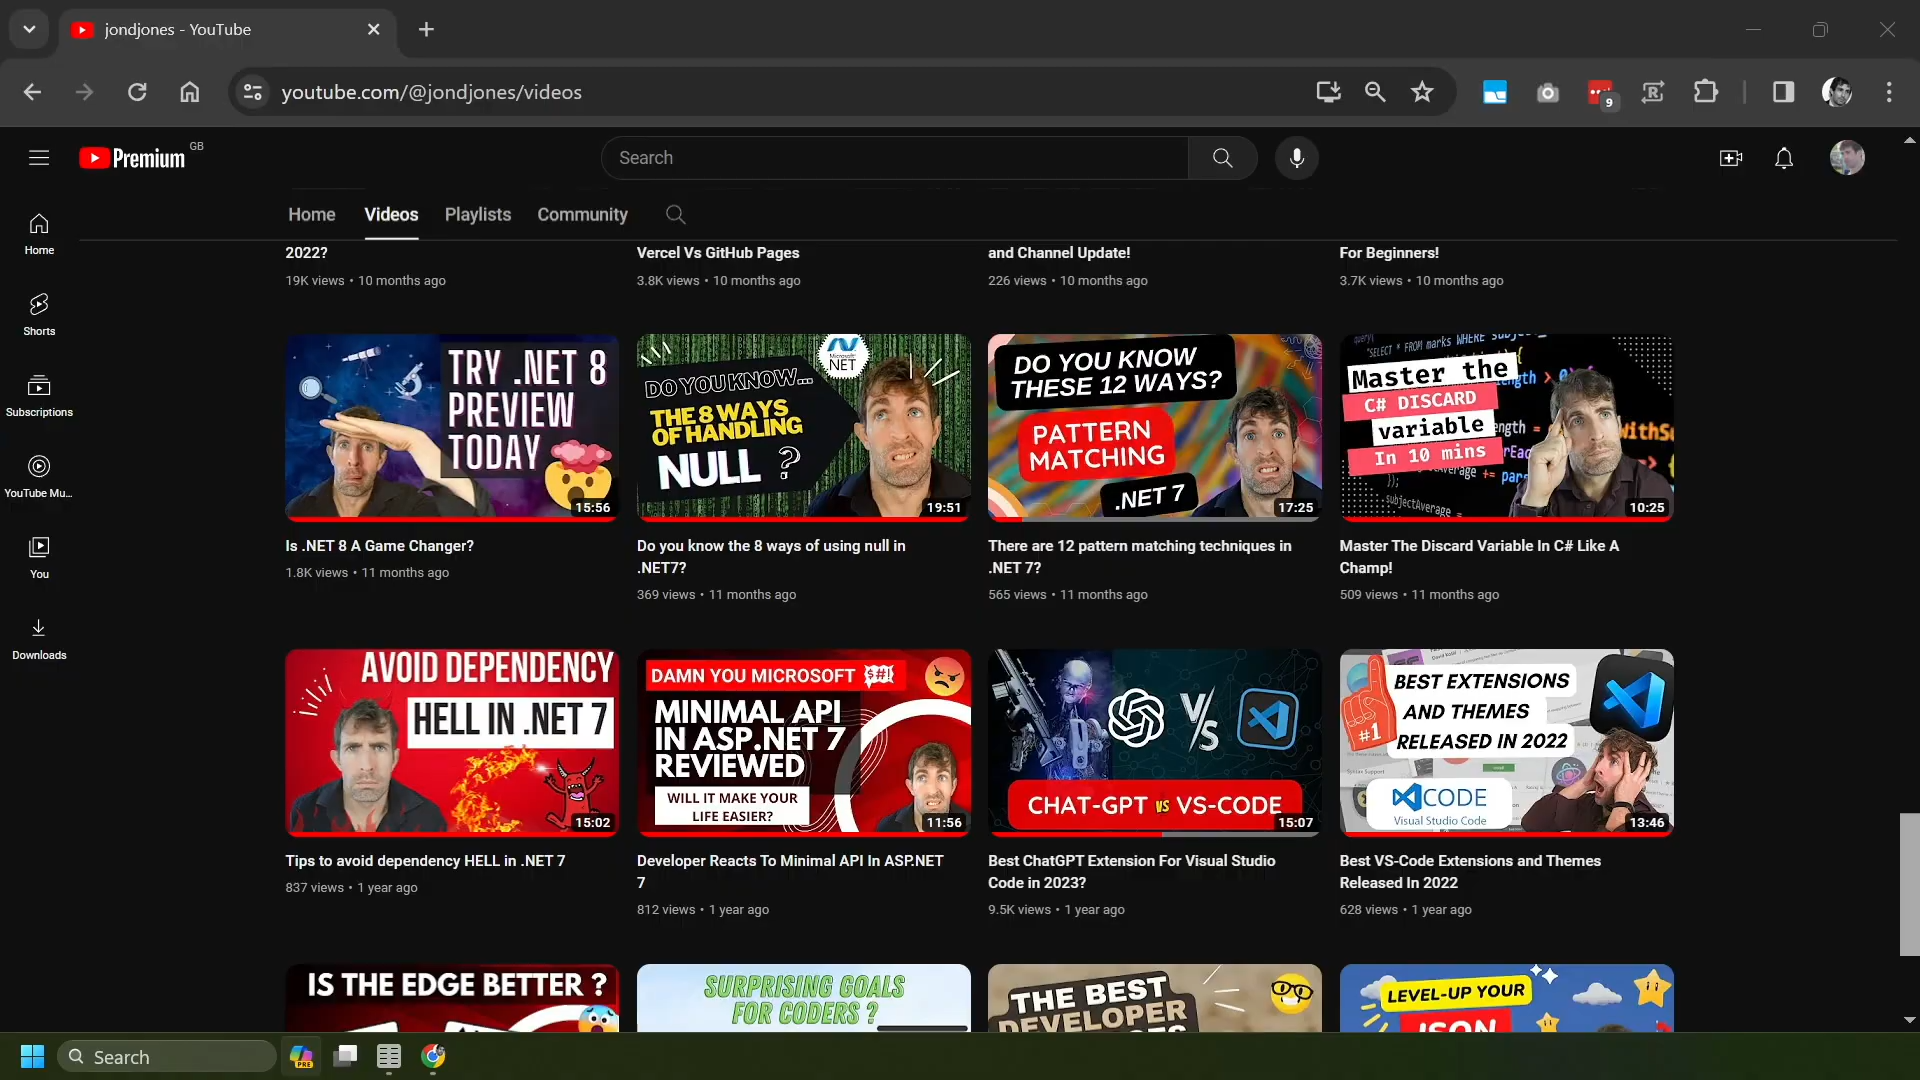 jondjones - YouTube
youtube.com/@jondjones/videos
9
Premium GB
Search
Home Videos Playlists Community
Home
Shorts
Subscriptions
YouTube Mu...
You
Downloads
2022?
19K views • 10 months ago
Vercel Vs GitHub Pages
3.8K views • 10 months ago
and Channel Update!
226 views • 10 months ago
For Beginners!
3.7K views • 10 months ago
TRY .NET 8
PREVIEW
TODAY
15:56
Is .NET 8 A Game Changer?
1.8K views • 11 months ago
Microsoft
.NET
DO YOU KNOW...
THE 8 WAYS
OF HANDLING
NULL ?
19:51
Do you know the 8 ways of using null in
.NET7?
369 views • 11 months ago
DO YOU KNOW
THESE 12 WAYS?
PATTERN
MATCHING
.NET 7
17:25
There are 12 pattern matching techniques in
.NET 7?
565 views • 11 months ago
"SELECT * FROM marks WHERE
Master the
C# DISCARD
variable
In 10 mins
subjectAverage =
10:25
Master The Discard Variable In C# Like A
Champ!
509 views • 11 months ago
AVOID DEPENDENCY
HELL IN .NET 7
15:02
Tips to avoid dependency HELL in .NET 7
837 views • 1 year ago
DAMN YOU MICROSOFT
MINIMAL API
IN ASP.NET 7
REVIEWED
WILL IT MAKE YOUR
LIFE EASIER?
11:56
Developer Reacts To Minimal API In ASP.NET
7
812 views • 1 year ago
VS
CHAT-GPT VS VS-CODE
15:07
Best ChatGPT Extension For Visual Studio
Code in 2023?
9.5K views • 1 year ago
BEST EXTENSIONS
AND THEMES
RELEASED IN 2022
#1
CODE
Visual Studio Code
13:46
Best VS-Code Extensions and Themes
Released In 2022
628 views • 1 year ago
IS THE EDGE BETTER ?
SURPRISING GOALS
FOR CODERS ?
THE BEST
DEVELOPER
LEVEL-UP YOUR
JSON
Search
PRE